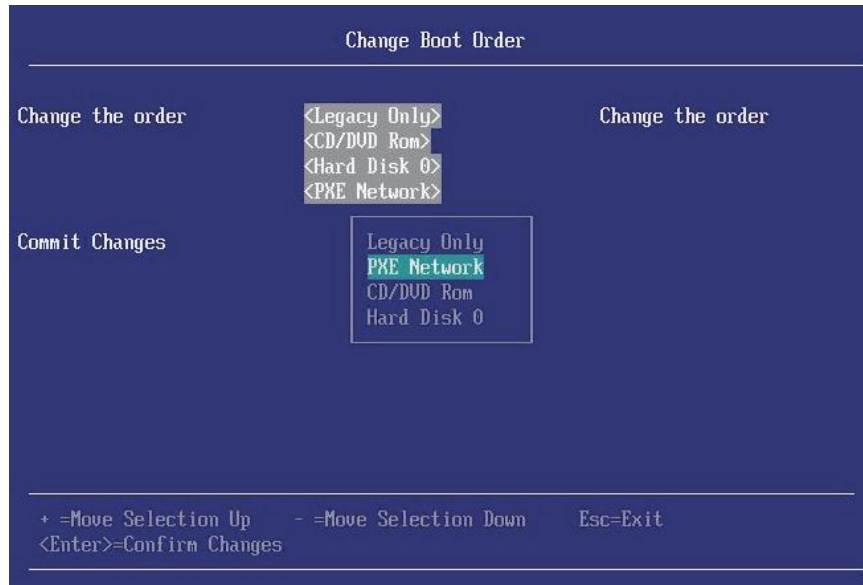 Change Boot Order
Change the order <Legacy Only> Change the order
<CD/DVD Rom>
<Hard Disk 0>
<PXE Network>
Commit Changes
Legacy Only
PXE Network
CD/DVD Rom
Hard Disk 0
+ =Move Selection Up - =Move Selection Down Esc=Exit
<Enter>=Confirm Changes